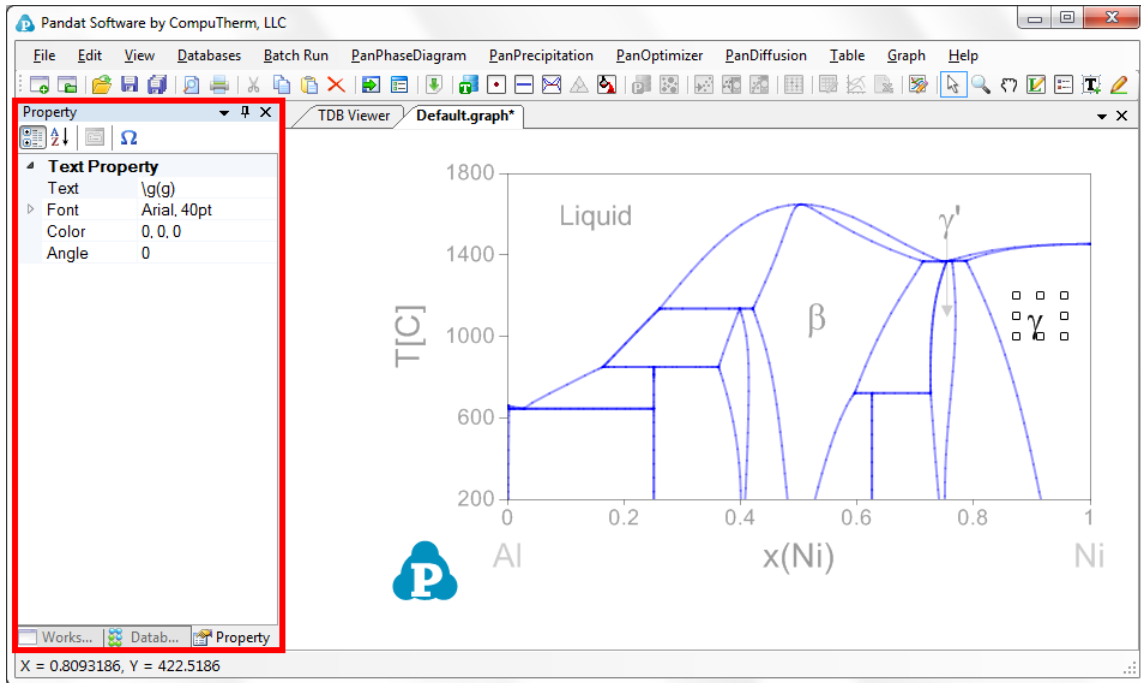 Pandat Software by CompuTherm, LLC
File Edit View Databases Batch Run PanPhaseDiagram PanPrecipitation PanOptimizer PanDiffusion Table Graph Help
Property
TDB Viewer Default.graph*
Text Property
Text \g(g)
Font Arial, 40pt
Color 0, 0, 0
Angle 0
1800
Liquid
γ'
1400
T[C]
β
γ
1000
600
200
0 0.2 0.4 0.6 0.8 1
Al x(Ni) Ni
P
Works... Datab... Property
X = 0.8093186, Y = 422.5186